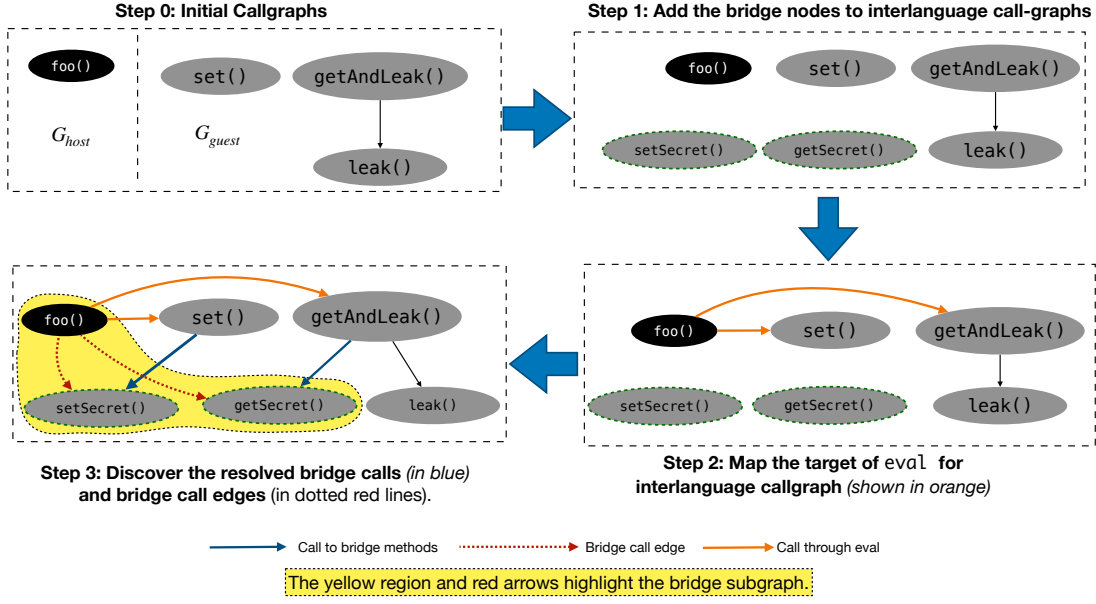 Step 0: Initial Callgraphs
foo()
set()
getAndLeak()
G_host
G_guest
leak()
Step 1: Add the bridge nodes to interlanguage call-graphs
foo()
set()
getAndLeak()
setSecret()
getSecret()
leak()
foo()
set()
getAndLeak()
setSecret()
getSecret()
leak()
Step 3: Discover the resolved bridge calls (in blue)
and bridge call edges (in dotted red lines).
foo()
set()
getAndLeak()
setSecret()
getSecret()
leak()
Step 2: Map the target of eval for
interlanguage callgraph (shown in orange)
Call to bridge methods
Bridge call edge
Call through eval
The yellow region and red arrows highlight the bridge subgraph.